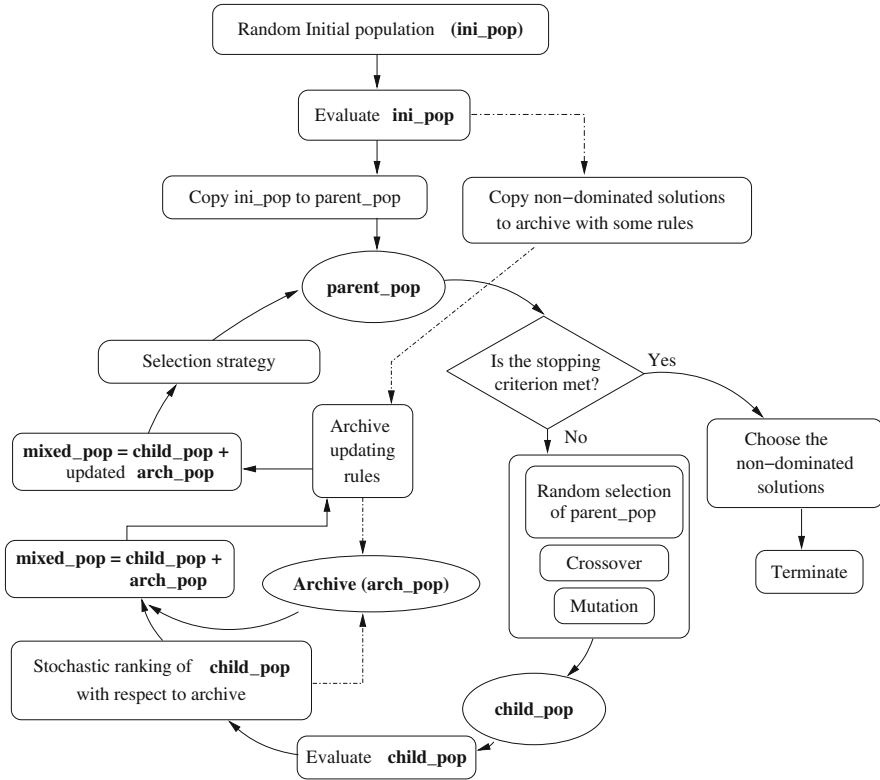 Random Initial population (ini_pop)
Evaluate ini_pop
Copy ini_pop to parent_pop
Copy non−dominated solutions
to archive with some rules
parent_pop
Selection strategy
Is the stopping
criterion met?
Yes
No
mixed_pop = child_pop +
updated arch_pop
Archive
updating
rules
Choose the
non−dominated
solutions
Random selection
of parent_pop
Crossover
Mutation
Terminate
mixed_pop = child_pop +
arch_pop
Archive (arch_pop)
Stochastic ranking of child_pop
with respect to archive
child_pop
Evaluate child_pop